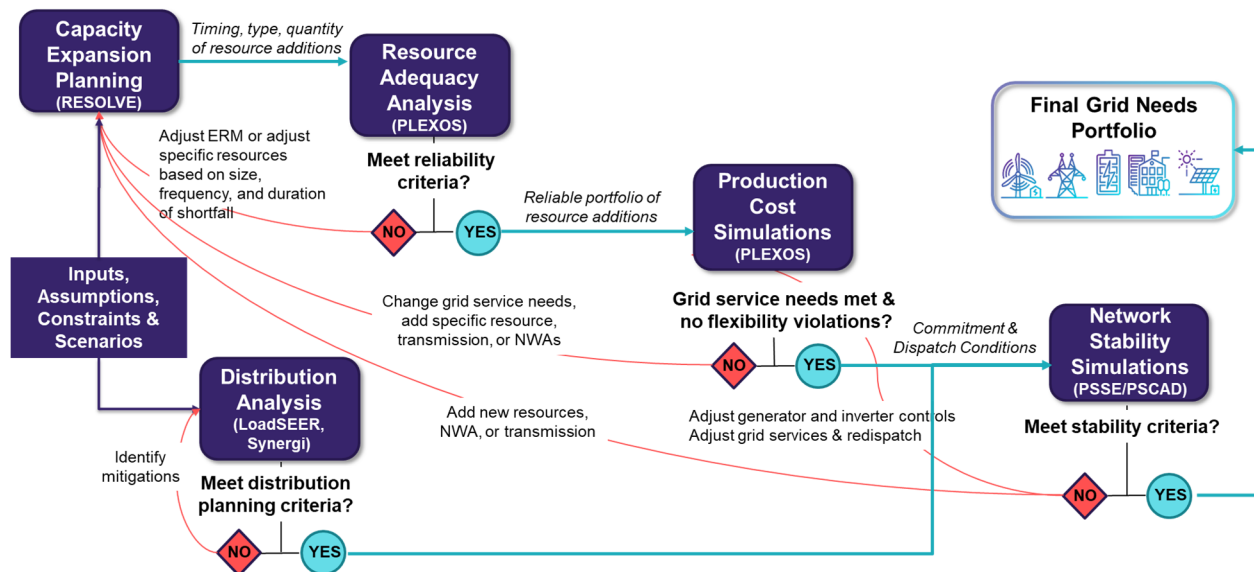 Capacity
Expansion
Planning
(RESOLVE)
Timing, type, quantity
of resource additions
Resource
Adequacy
Analysis
(PLEXOS)
Final Grid Needs
Portfolio
Adjust ERM or adjust
specific resources
based on size,
frequency, and duration
of shortfall
Meet reliability
criteria?
NO
YES
Reliable portfolio of
resource additions
Production
Cost
Simulations
(PLEXOS)
Inputs,
Assumptions,
Constraints &
Scenarios
Change grid service needs,
add specific resource,
transmission, or NWAs
Grid service needs met &
no flexibility violations?
NO
YES
Commitment &
Dispatch Conditions
Network
Stability
Simulations
(PSSE/PSCAD)
Distribution
Analysis
(LoadSEER,
Synergi)
Add new resources,
NWA, or transmission
Adjust generator and inverter controls
Adjust grid services & redispatch
Meet stability criteria?
NO
YES
Identify
mitigations
Meet distribution
planning criteria?
NO
YES